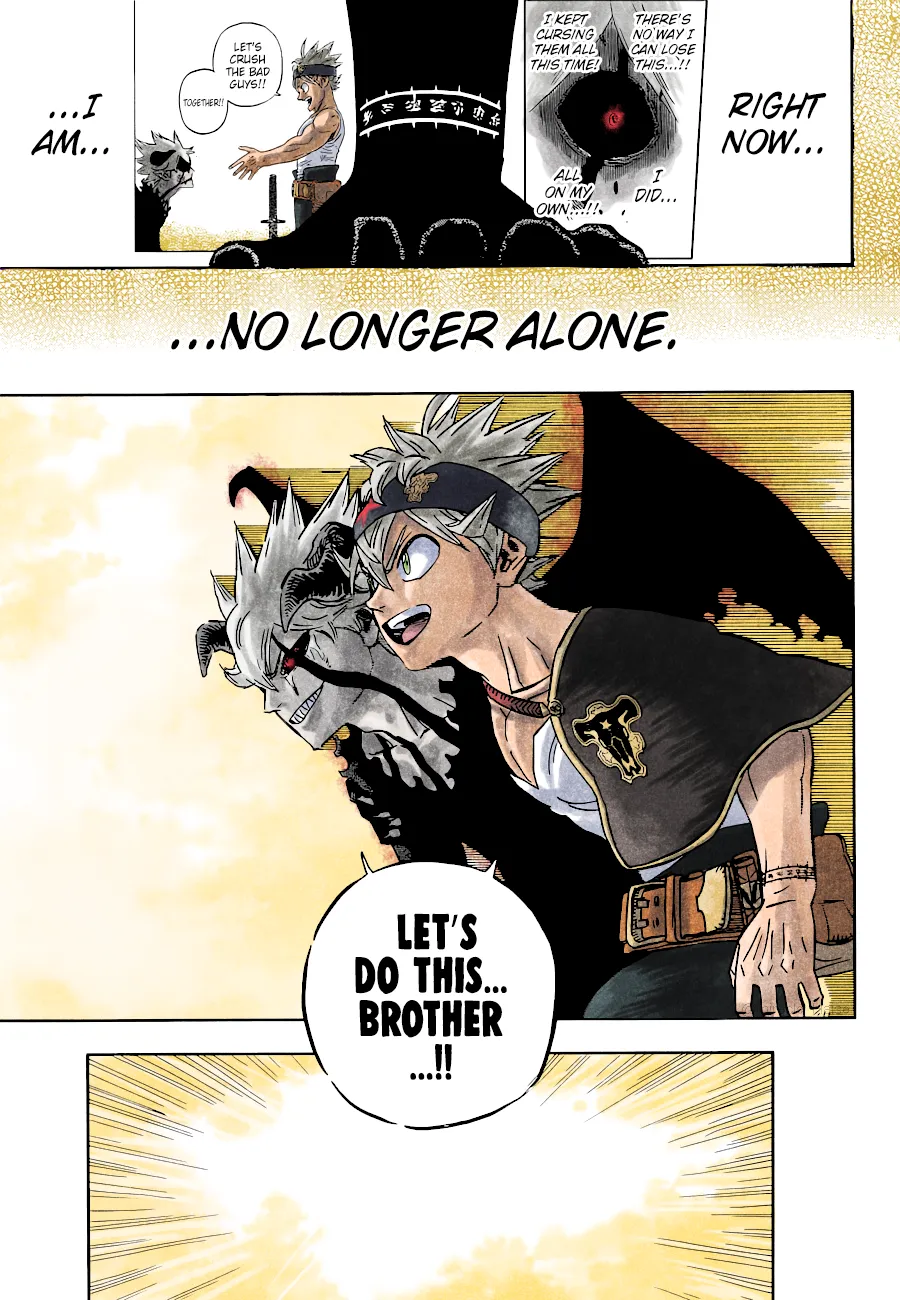 RIGHT
NOW...
THERE'S
NO WAY I
CAN LOSE
THIS...!!
I KEPT
CURSING
THEM ALL
THIS TIME!
I
DID...
ALL
ON MY
OWN...!!
LET'S
CRUSH
THE BAD
GUYS!!
TOGETHER!!
...I
AM...
...NO LONGER ALONE.
LET'S
DO THIS...
BROTHER
...!!